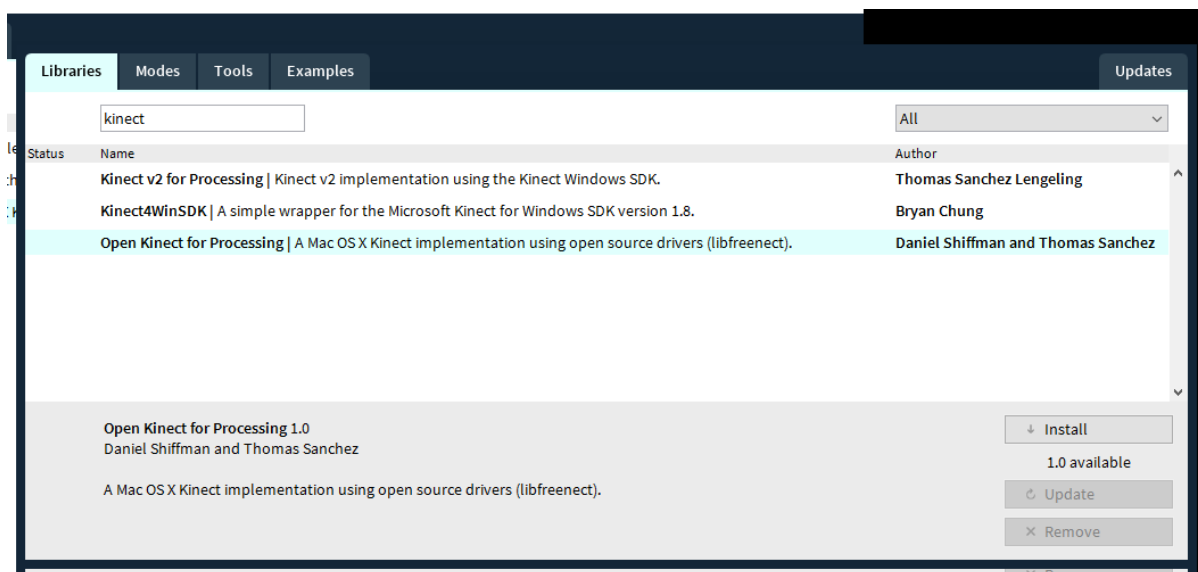 Libraries Modes Tools Examples Updates
kinect All
Status Name Author
Kinect v2 for Processing | Kinect v2 implementation using the Kinect Windows SDK. Thomas Sanchez Lengeling
Kinect4WinSDK | A simple wrapper for the Microsoft Kinect for Windows SDK version 1.8. Bryan Chung
Open Kinect for Processing | A Mac OS X Kinect implementation using open source drivers (libfreenect). Daniel Shiffman and Thomas Sanchez
Open Kinect for Processing 1.0
Daniel Shiffman and Thomas Sanchez
Install
1.0 available
A Mac OS X Kinect implementation using open source drivers (libfreenect).
Update
Remove